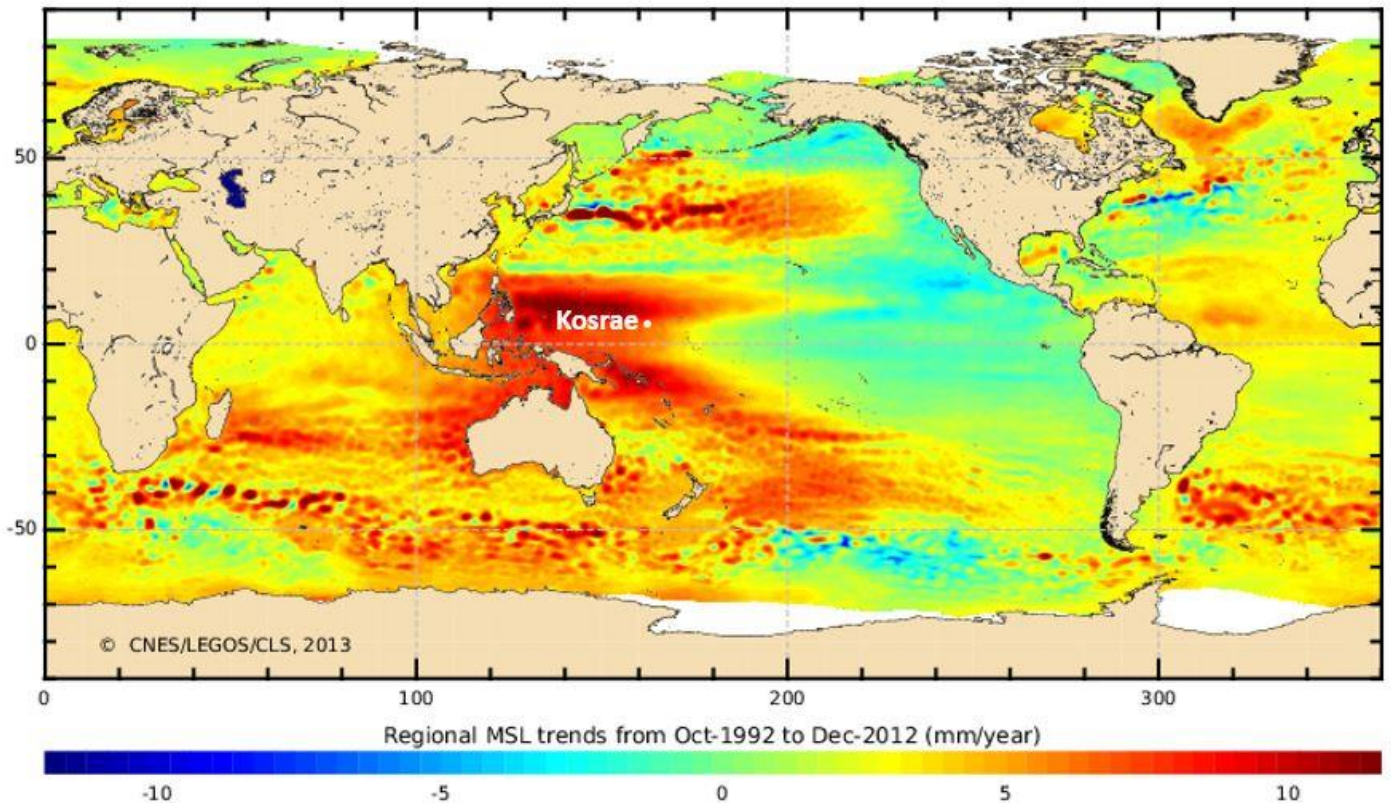 50
Kosrae
0
-50
© CNES/LEGOS/CLS, 2013
0 100 200 300
Regional MSL trends from Oct-1992 to Dec-2012 (mm/year)
-10 -5 0 5 10